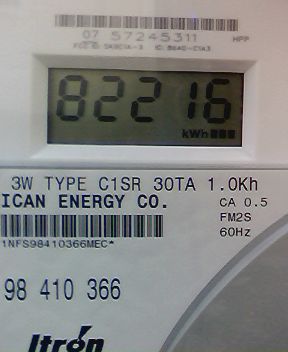 07 57245311 HPP
82216
kWh
3W TYPE C1SR 30TA 1.0Kh
ICAN ENERGY CO. CA 0.5
FM2S
60Hz
1NFS98410366MEC*
98 410 366
Itron